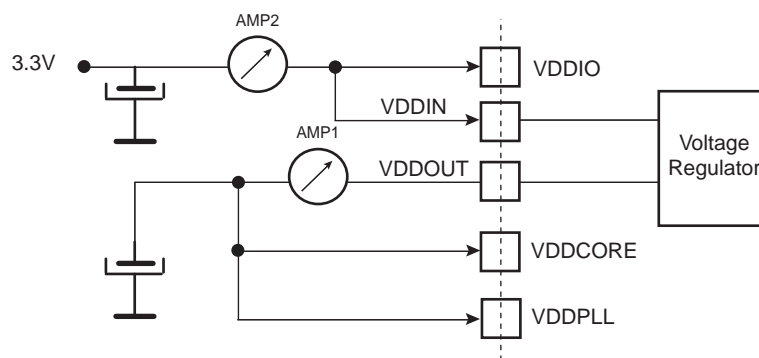 AMP2
3.3V
VDDIO
VDDIN
AMP1
Voltage
Regulator
VDDOUT
VDDCORE
VDDPLL